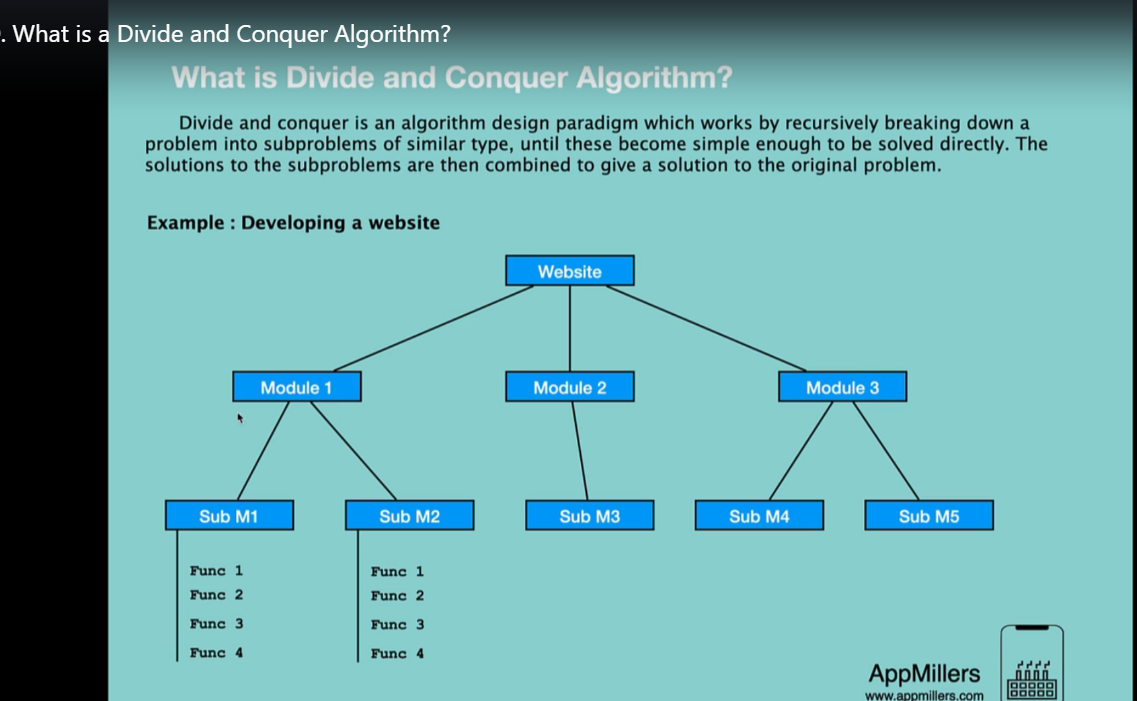 . What is a Divide and Conquer Algorithm?
What is Divide and Conquer Algorithm?
Divide and conquer is an algorithm design paradigm which works by recursively breaking down a
problem into subproblems of similar type, until these become simple enough to be solved directly. The
solutions to the subproblems are then combined to give a solution to the original problem.
Example : Developing a website
Website
Module 1
Module 2
Module 3
Sub M1
Sub M2
Sub M3
Sub M4
Sub M5
Func 1
Func 2
Func 3
Func 4
Func 1
Func 2
Func 3
Func 4
AppMillers
www.appmillers.com